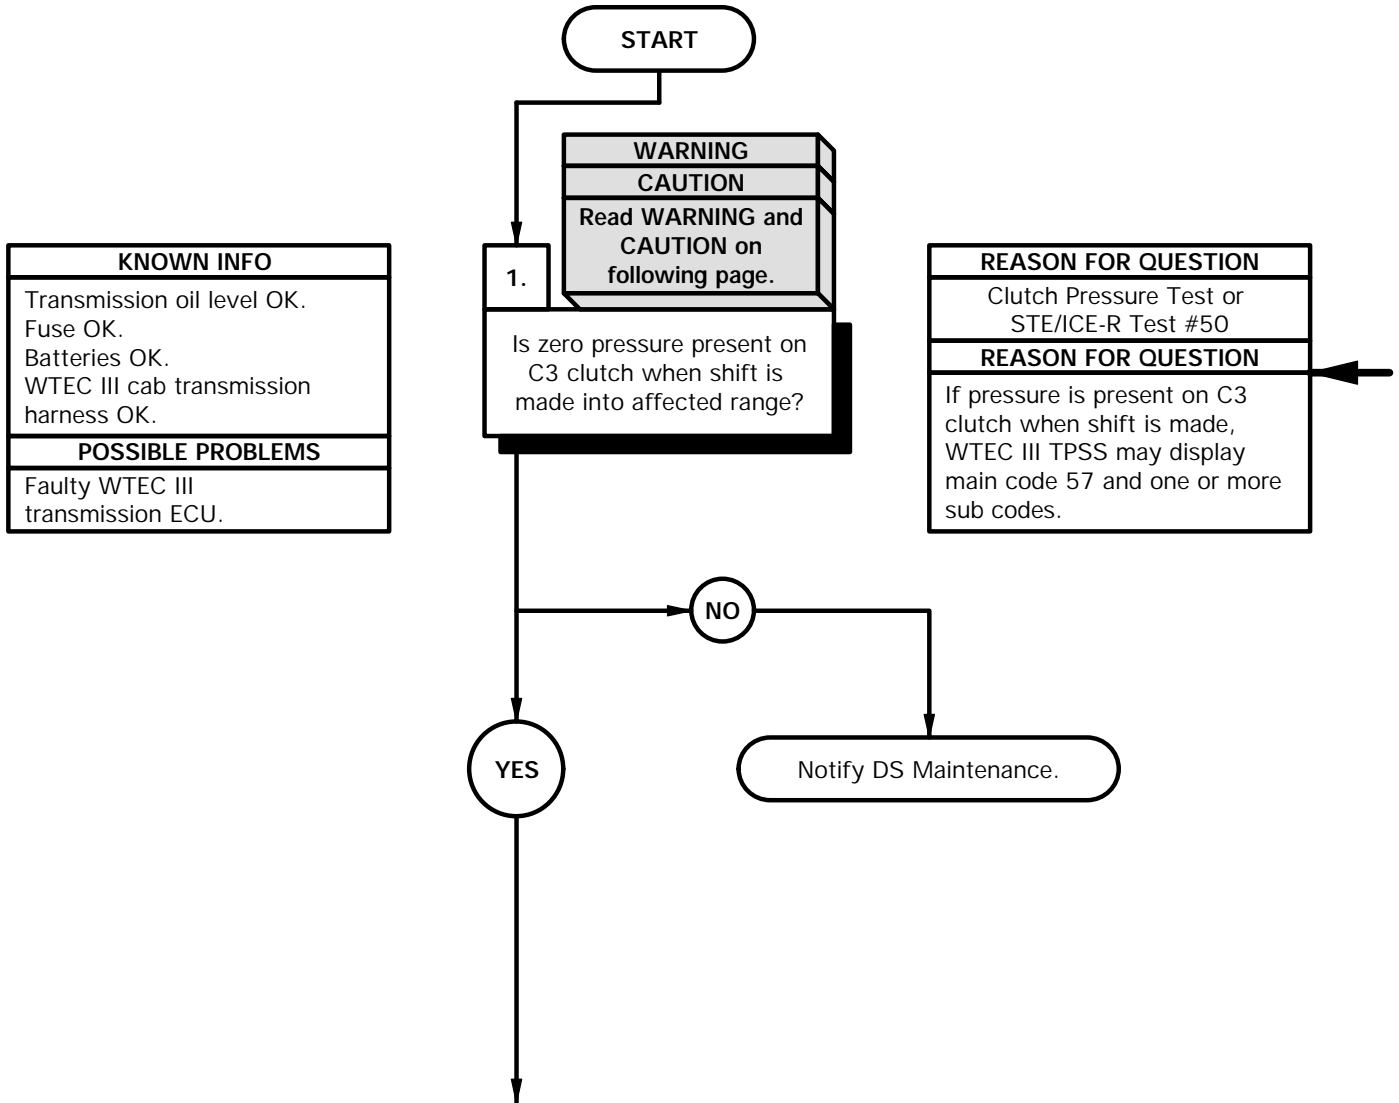 START
WARNING
CAUTION
Read WARNING and
CAUTION on
following page.
1.
Is zero pressure present on
C3 clutch when shift is
made into affected range?
KNOWN INFO
Transmission oil level OK.
Fuse OK.
Batteries OK.
WTEC III cab transmission
harness OK.
POSSIBLE PROBLEMS
Faulty WTEC III
transmission ECU.
REASON FOR QUESTION
Clutch Pressure Test or
STE/ICE-R Test #50
REASON FOR QUESTION
If pressure is present on C3
clutch when shift is made,
WTEC III TPSS may display
main code 57 and one or more
sub codes.
NO
YES
Notify DS Maintenance.